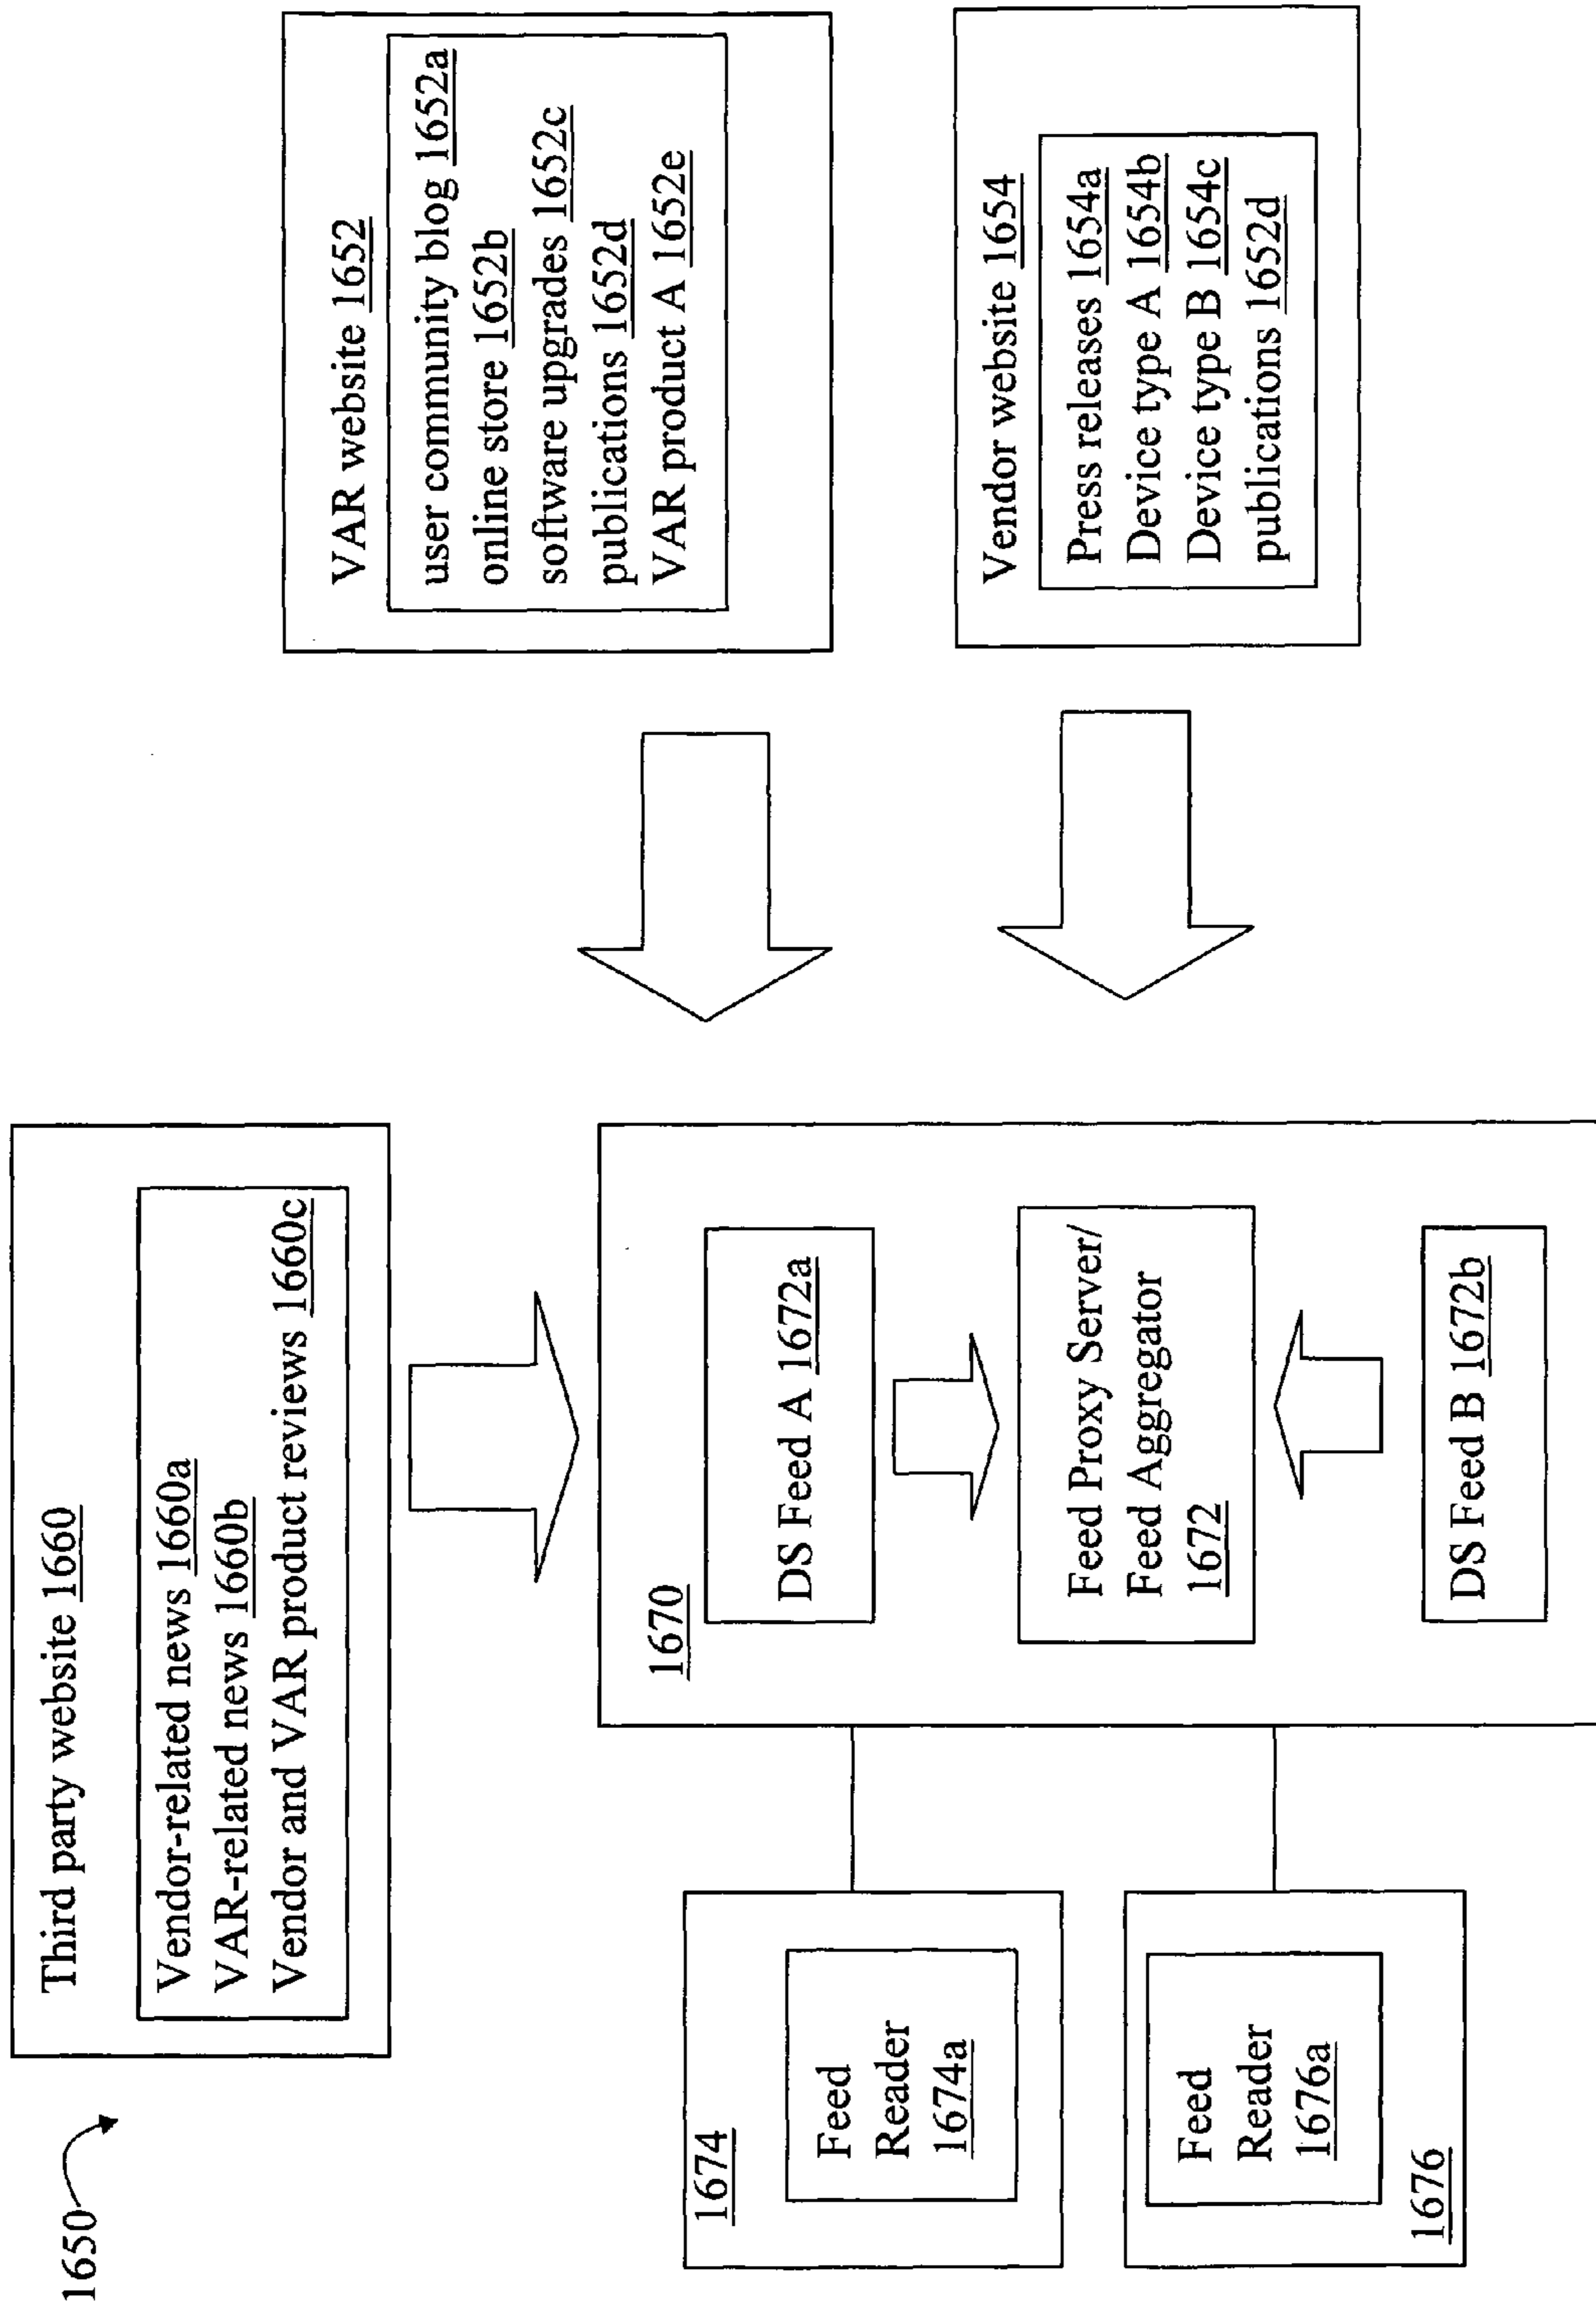 1650
Third party website 1660
Vendor-related news 1660a
VAR-related news 1660b
Vendor and VAR product reviews 1660c
VAR website 1652
user community blog 1652a
online store 1652b
software upgrades 1652c
publications 1652d
VAR product A 1652e
1674
Feed
Reader
1674a
1670
DS Feed A 1672a
Feed Proxy Server/
Feed Aggregator
1672
DS Feed B 1672b
Vendor website 1654
Press releases 1654a
Device type A 1654b
Device type B 1654c
publications 1652d
Feed
Reader
1676a
1676